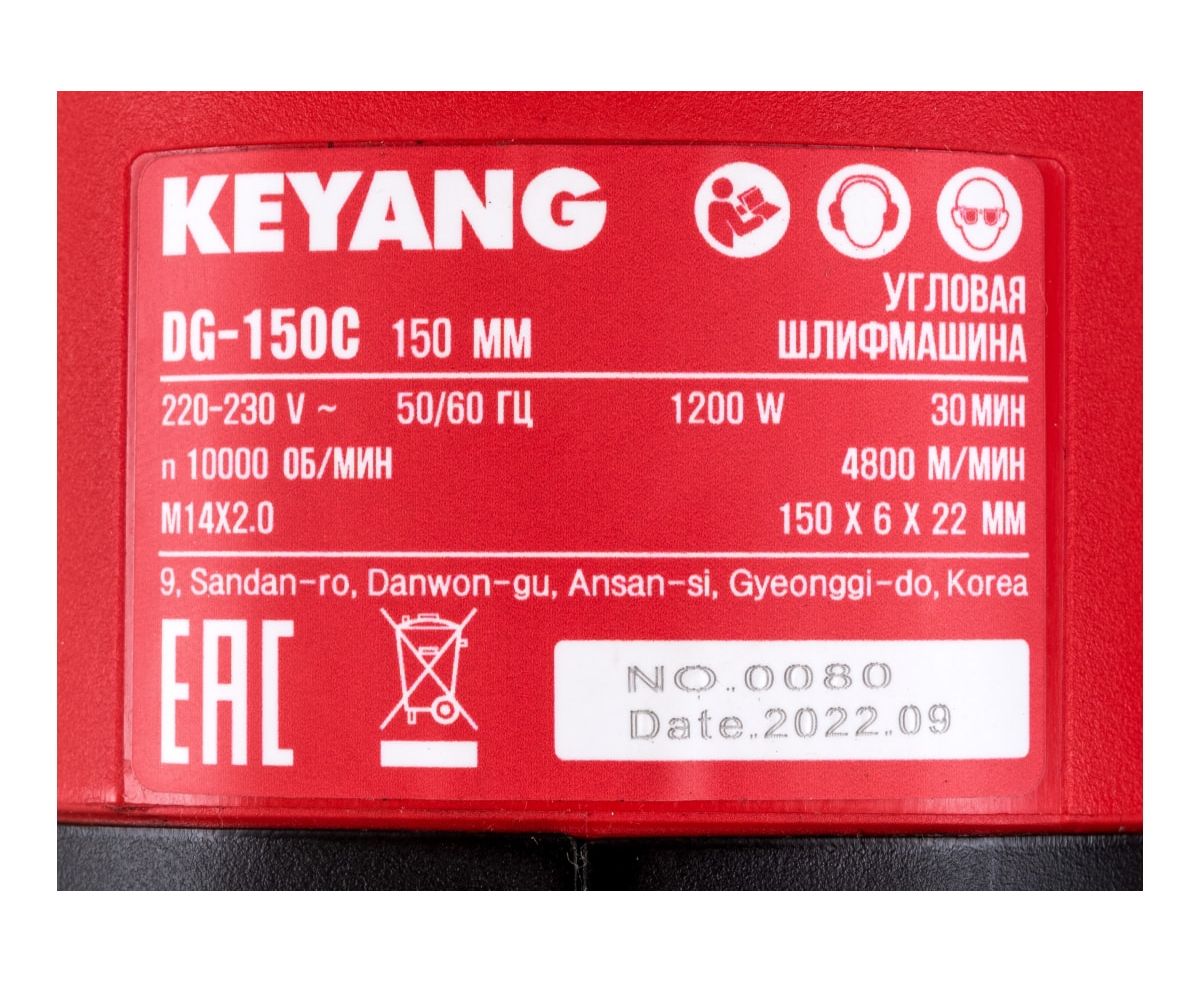 KEYANG
УГЛОВАЯ
ШЛИФМАШИНА
DG-150C 150 ММ
220-230 V ~ 50/60 ГЦ 1200 W 30 МИН
n 10000 ОБ/МИН 4800 М/МИН
M14X2.0 150 X 6 X 22 ММ
9, Sandan-ro, Danwon-gu, Ansan-si, Gyeonggi-do, Korea
EAC
NO.0080
Date.2022.09